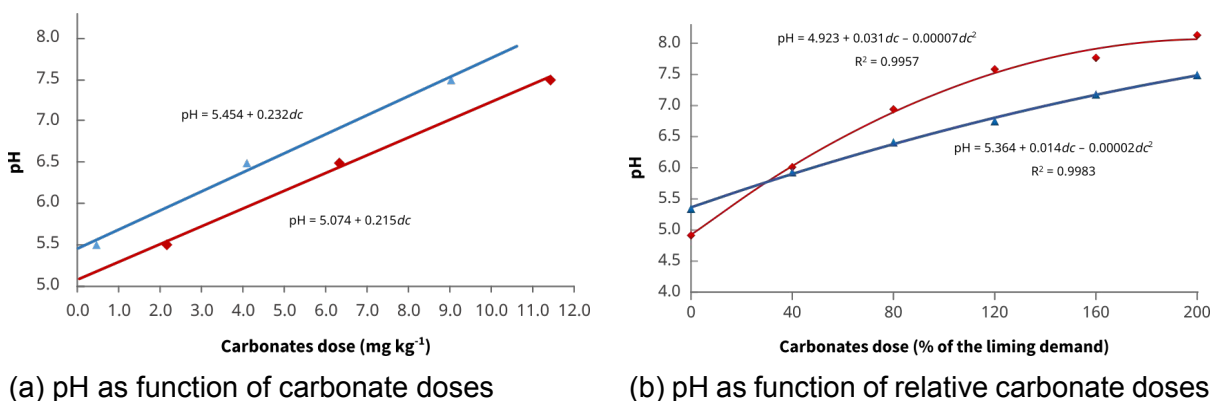 8.0
7.5
7.0
6.5
6.0
5.5
5.0
pH
pH = 5.454 + 0.232dc
pH = 5.074 + 0.215dc
0.0 1.0 2.0 3.0 4.0 5.0 6.0 7.0 8.0 9.0 10.0 11.0 12.0
Carbonates dose (mg kg⁻¹)
(a) pH as function of carbonate doses
8.0
7.5
7.0
6.5
6.0
5.5
5.0
4.5
4.0
pH
pH = 4.923 + 0.031dc – 0.00007dc²
R² = 0.9957
pH = 5.364 + 0.014dc – 0.00002dc²
R² = 0.9983
0 40 80 120 160 200
Carbonates dose (% of the liming demand)
(b) pH as function of relative carbonate doses